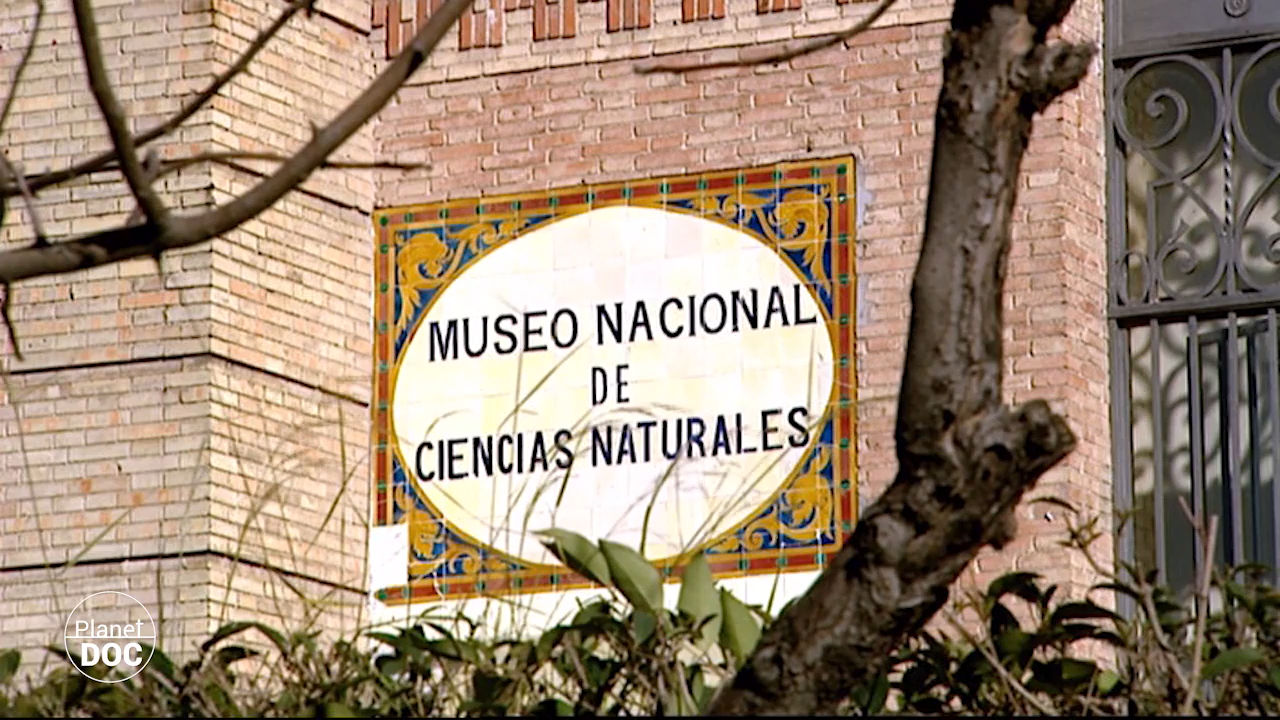 MUSEO NACIONAL
DE
CIENCIAS NATURALES
Planet
DOC